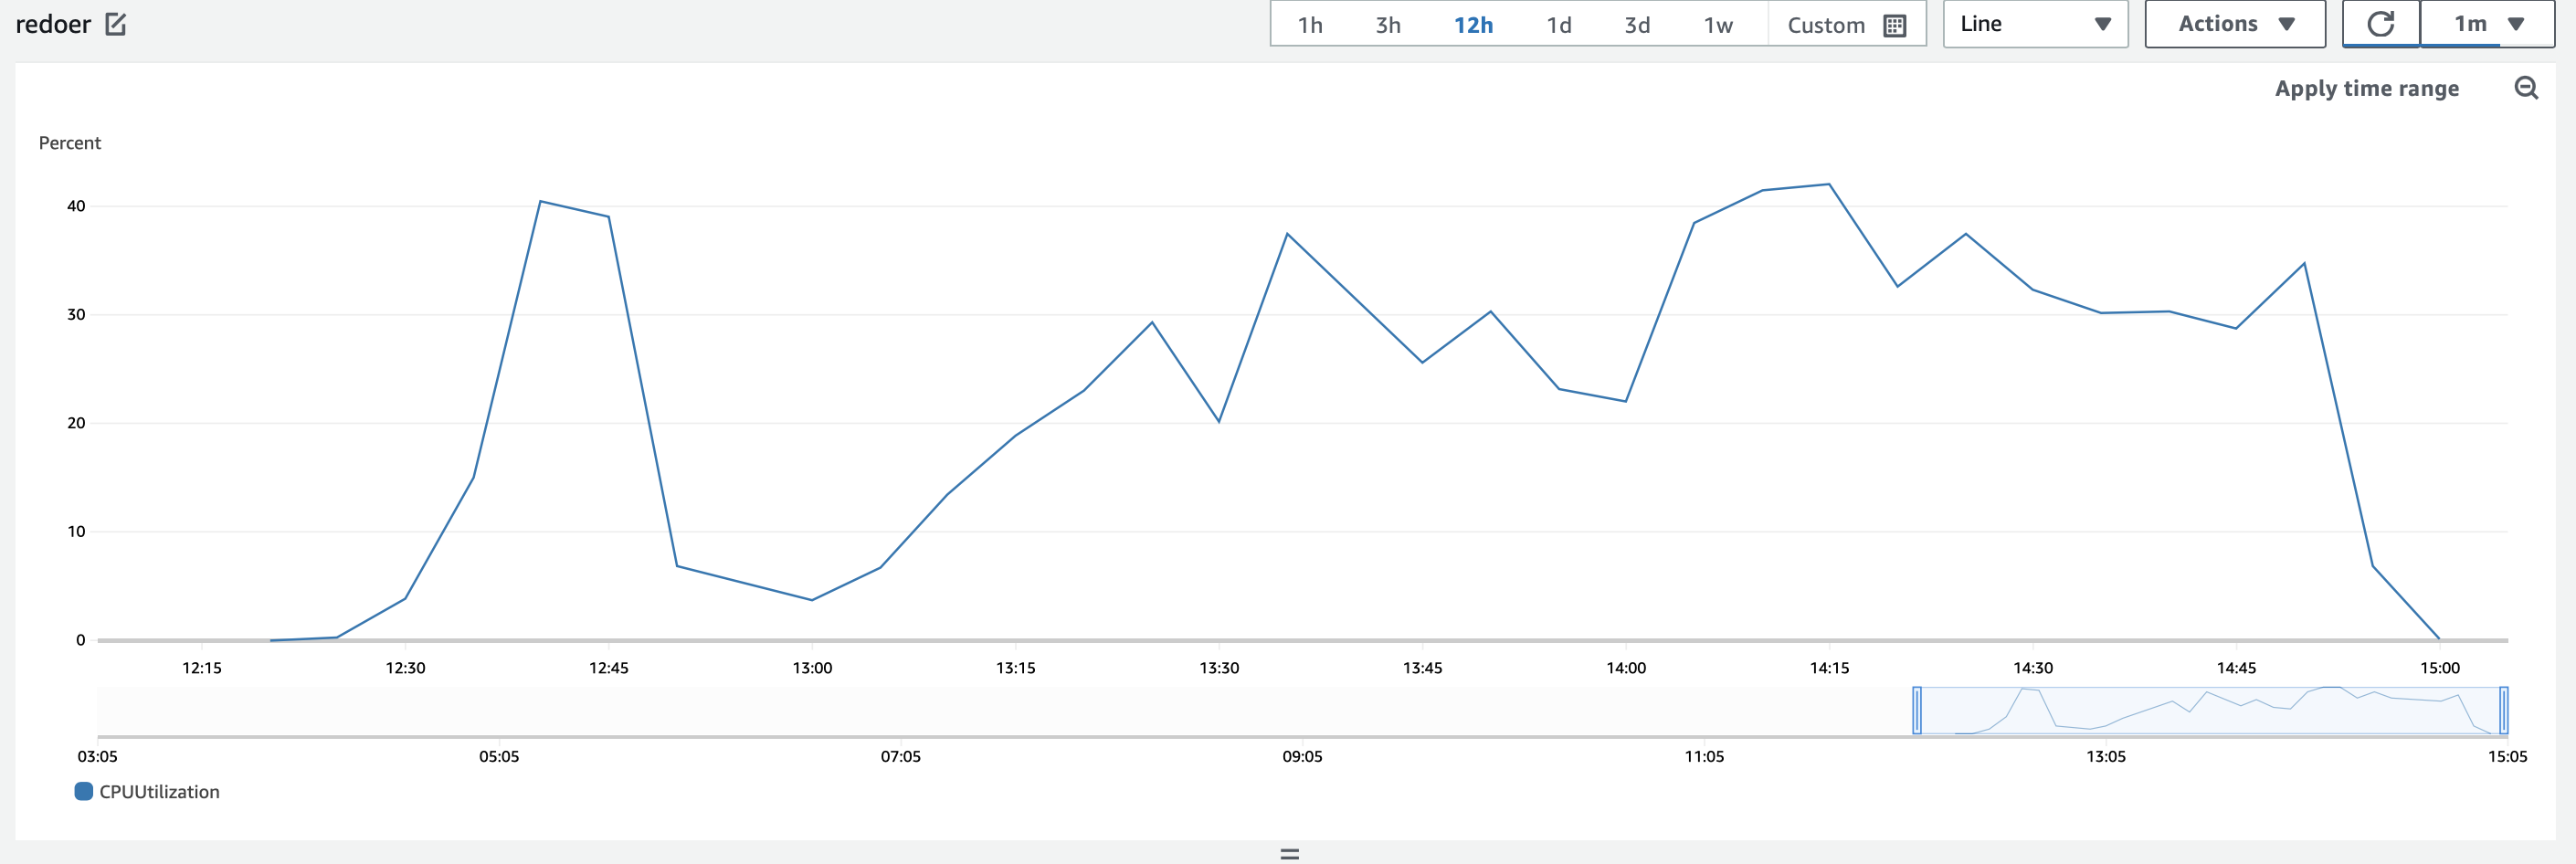 redoer 1h 3h 12h 1d 3d 1w Custom Line Actions 1m
Apply time range
Percent
40
30
20
10
0
12:15 12:30 12:45 13:00 13:15 13:30 13:45 14:00 14:15 14:30 14:45 15:00
03:05 05:05 07:05 09:05 11:05 13:05 15:05
CPUUtilization